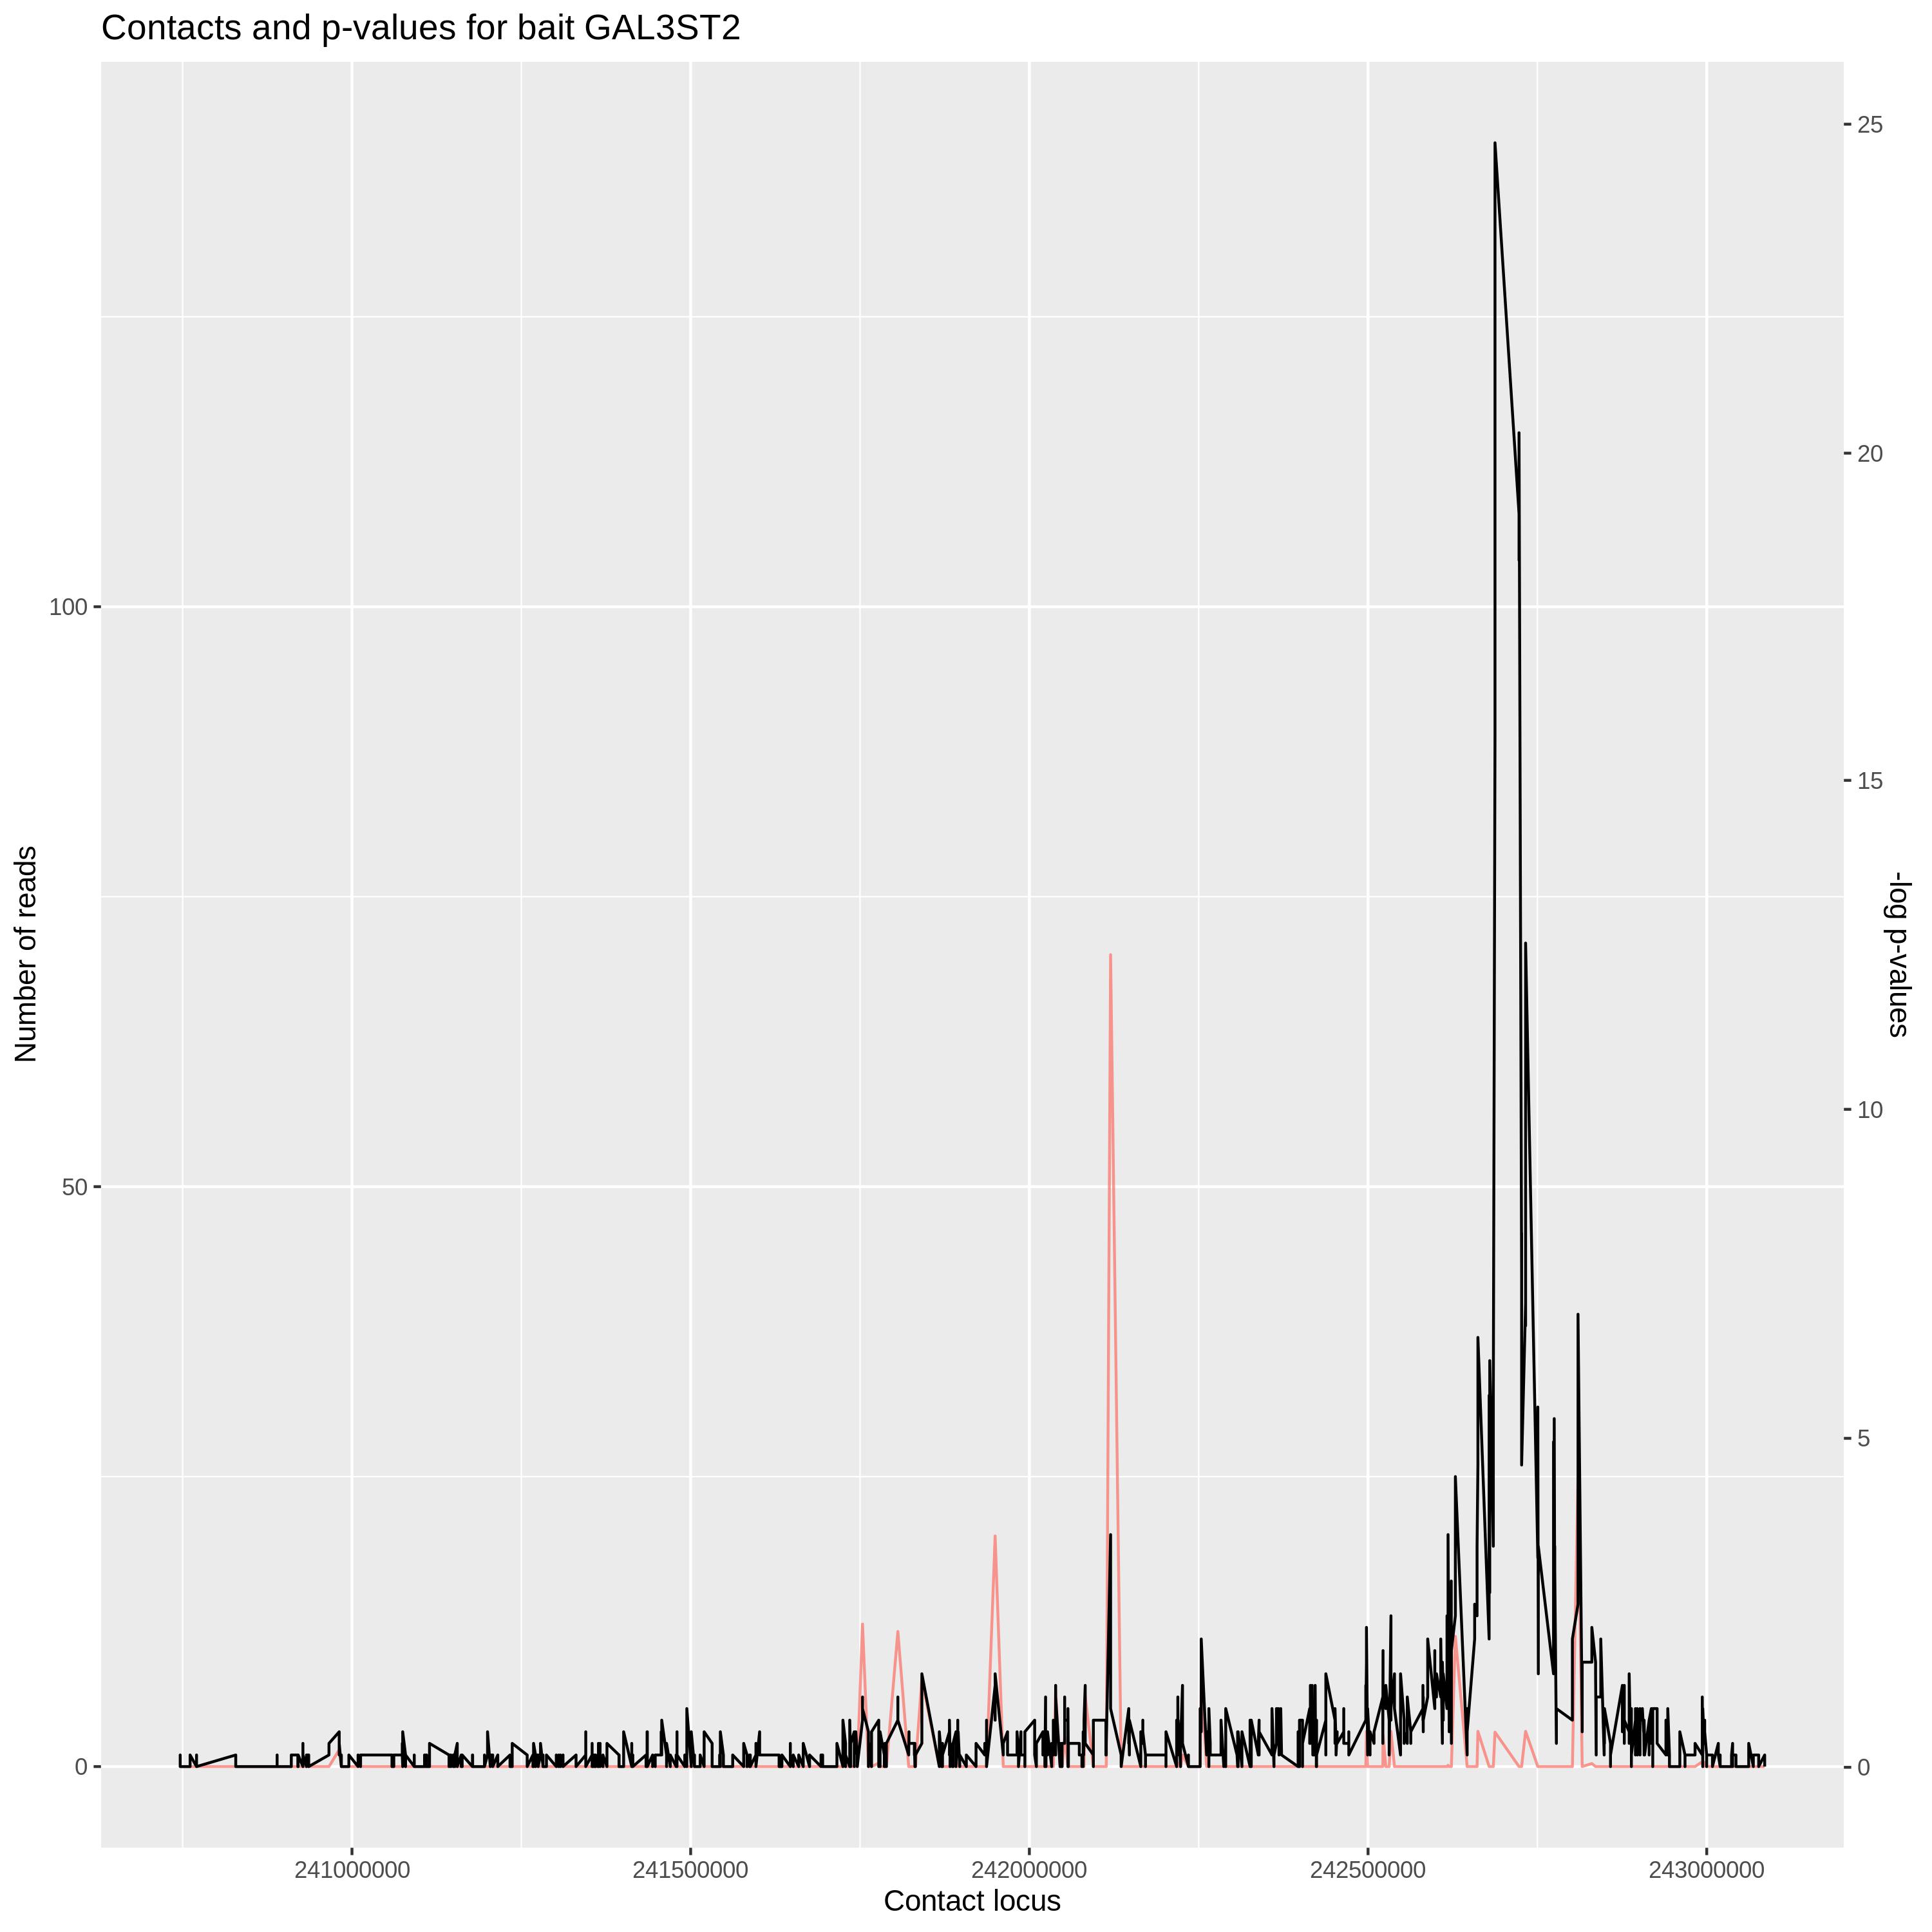 Contacts and p-values for bait GAL3ST2
Number of reads
100
50
0
25
20
15
10
5
0
-log p-values
241000000 241500000 242000000 242500000 243000000
Contact locus